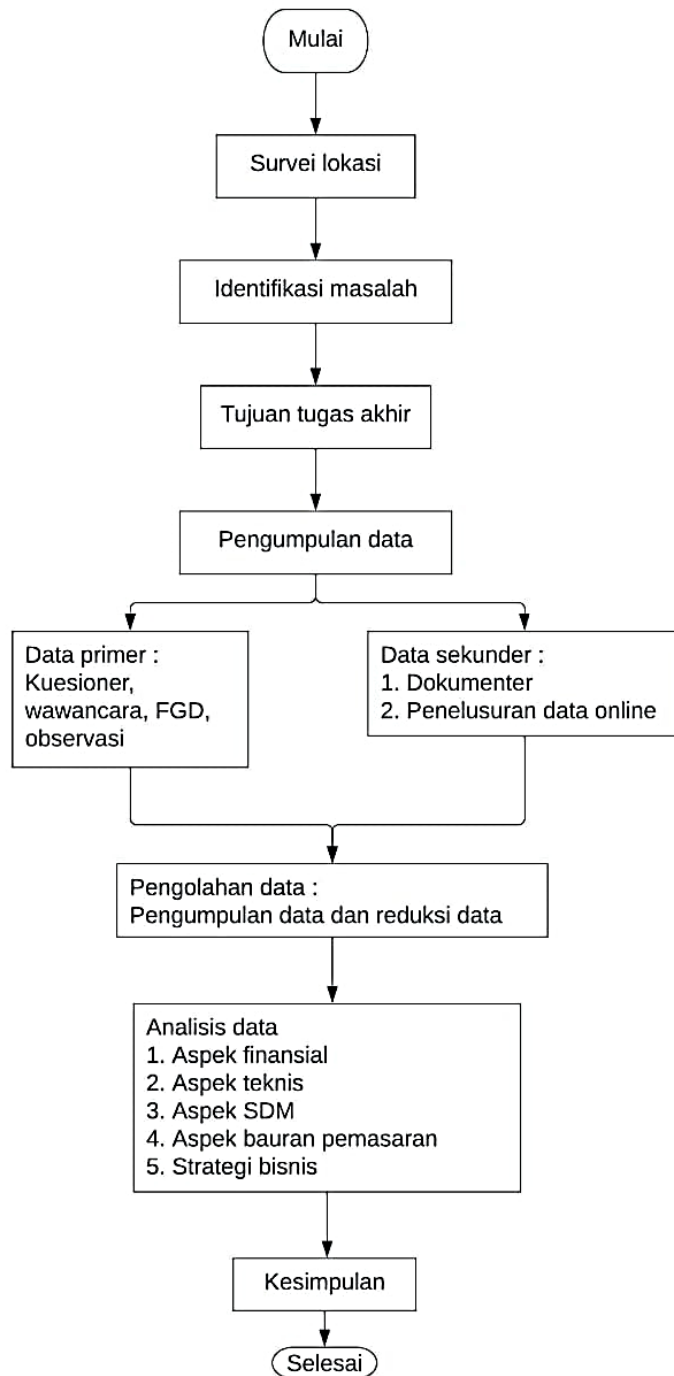 Mulai
Survei lokasi
Identifikasi masalah
Tujuan tugas akhir
Pengumpulan data
Data primer :
Kuesioner,
wawancara, FGD,
observasi
Data sekunder :
1. Dokumenter
2. Penelusuran data online
Pengolahan data :
Pengumpulan data dan reduksi data
Analisis data
1. Aspek finansial
2. Aspek teknis
3. Aspek SDM
4. Aspek bauran pemasaran
5. Strategi bisnis
Kesimpulan
Selesai